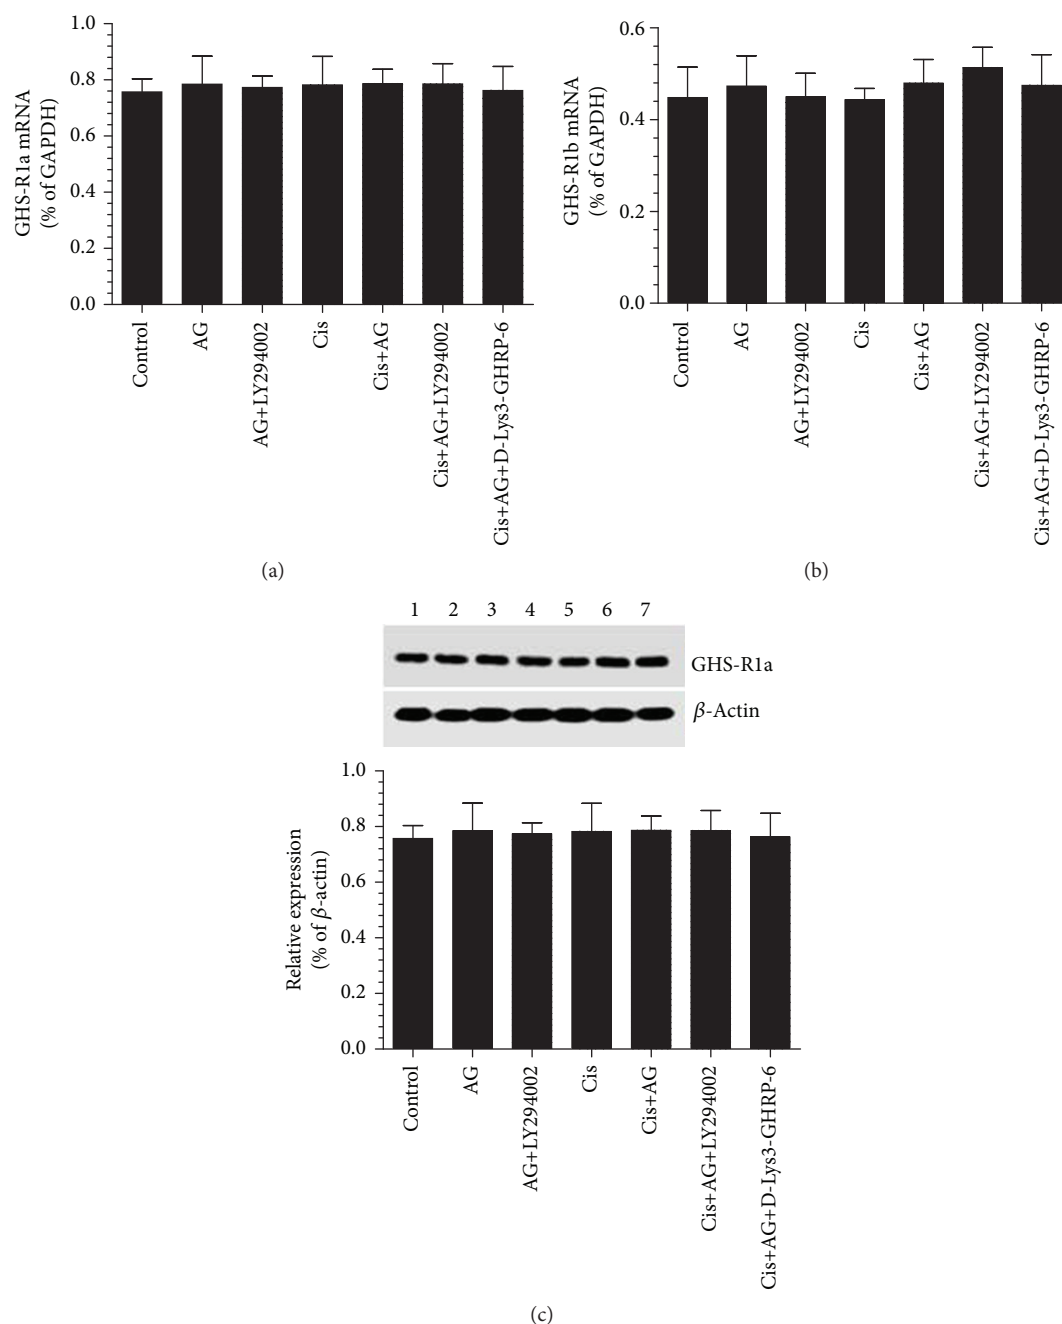 GHS-R1a mRNA
(% of GAPDH)
1.0
0.8
0.6
0.4
0.2
0.0
Control
AG
AG+LY294002
Cis
Cis+AG
Cis+AG+LY294002
Cis+AG+D-Lys3-GHRP-6
(a)
GHS-R1b mRNA
(% of GAPDH)
0.6
0.4
0.2
0.0
Control
AG
AG+LY294002
Cis
Cis+AG
Cis+AG+LY294002
Cis+AG+D-Lys3-GHRP-6
(b)
1 2 3 4 5 6 7
GHS-R1a
β-Actin
Relative expression
(% of β-actin)
1.0
0.8
0.6
0.4
0.2
0.0
Control
AG
AG+LY294002
Cis
Cis+AG
Cis+AG+LY294002
Cis+AG+D-Lys3-GHRP-6
(c)